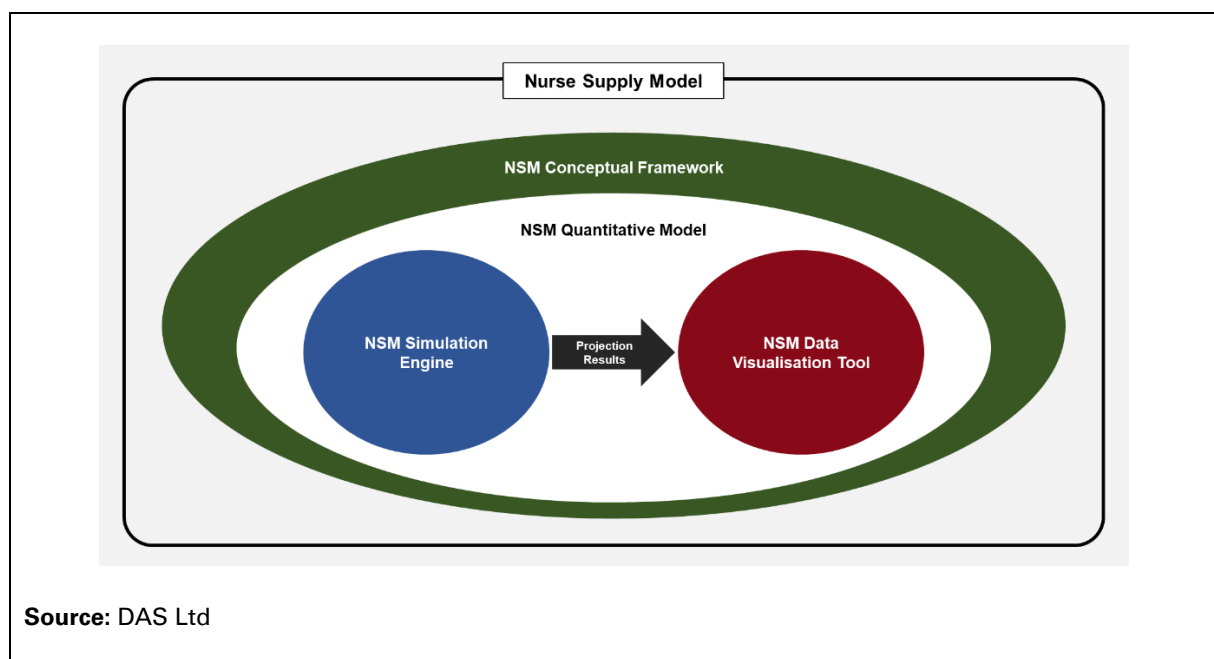 Nurse Supply Model
NSM Conceptual Framework
NSM Quantitative Model
NSM Simulation
Engine
Projection
Results
NSM Data
Visualisation Tool
Source: DAS Ltd